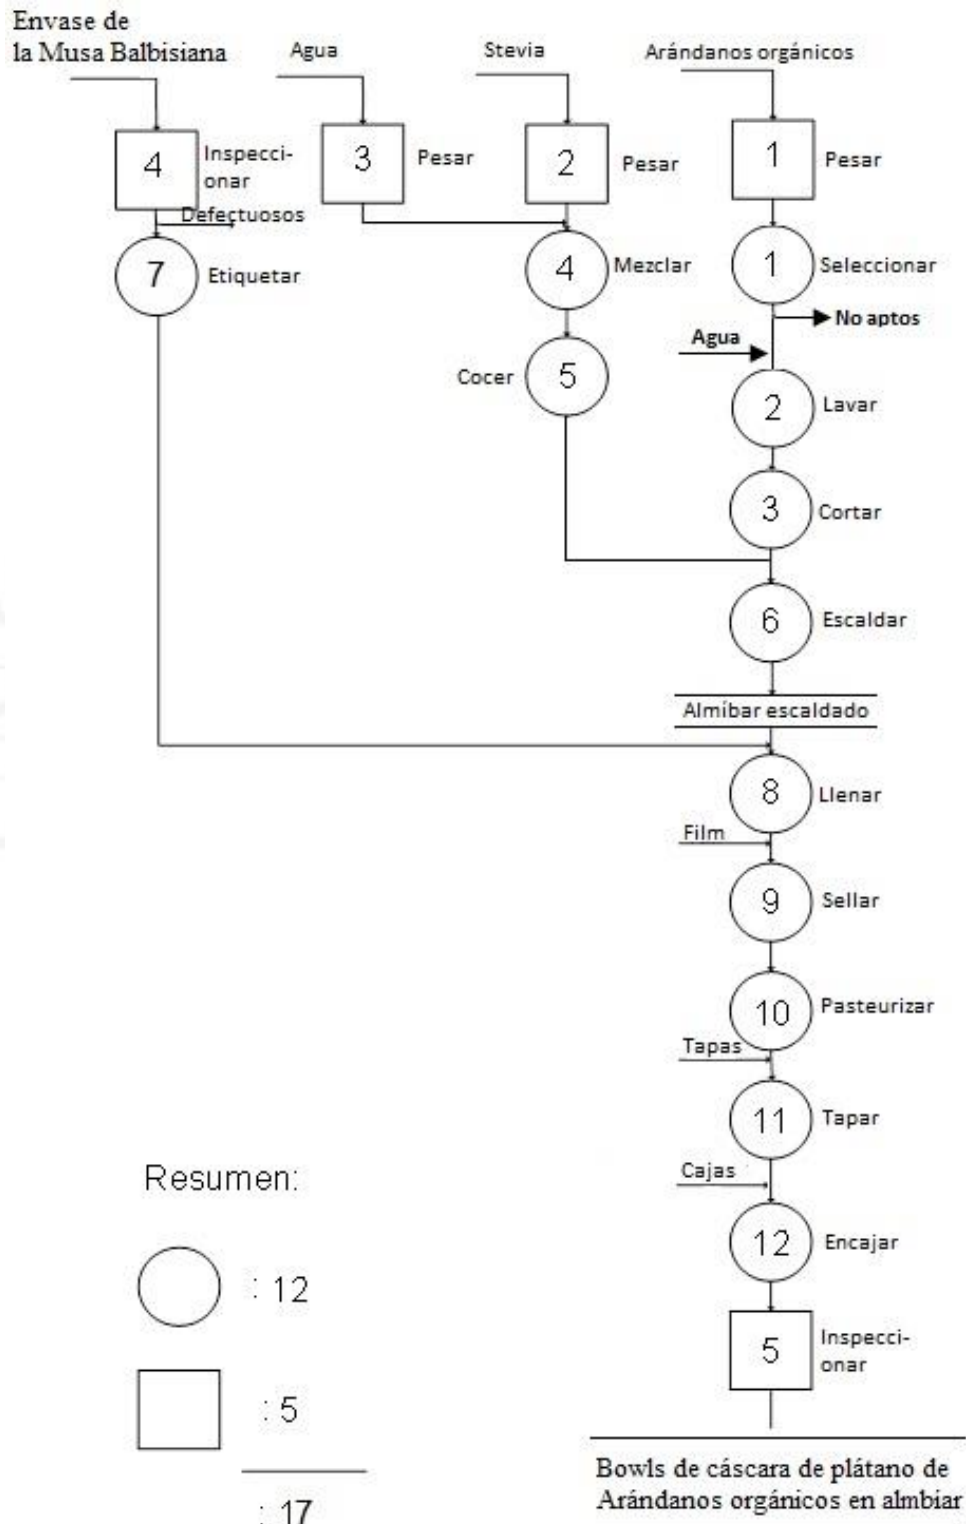 Envase de
la Musa Balbisiana
Agua
Stevia
Arándanos orgánicos
4
Inspecci-
onar
3
Pesar
2
Pesar
1
Pesar
Defectuosos
7
Etiquetar
4
Mezclar
1
Seleccionar
No aptos
Agua
Cocer
5
2
Lavar
3
Cortar
6
Escaldar
Almíbar escaldado
8
Llenar
Film
9
Sellar
10
Pasteurizar
Tapas
11
Tapar
Cajas
12
Encajar
5
Inspecci-
onar
Resumen:
: 12
: 5
: 17
Bowls de cáscara de plátano de
Arándanos orgánicos en almbíar